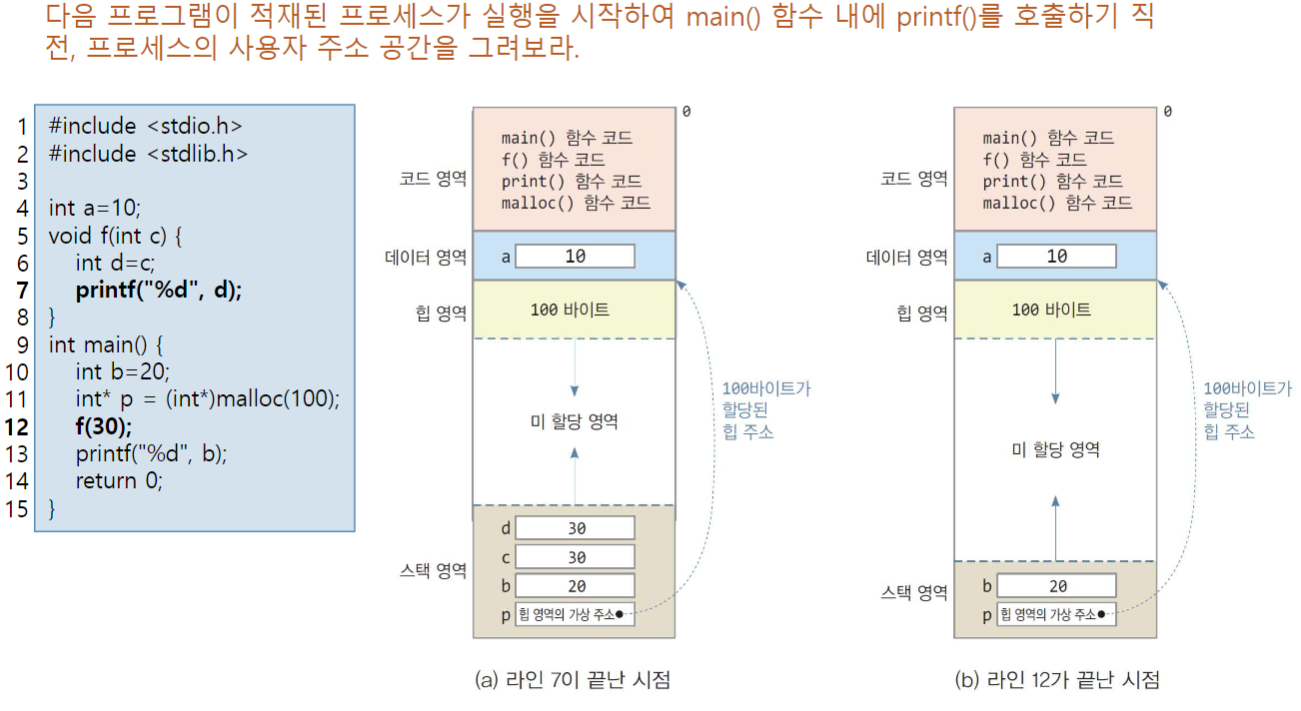 다음 프로그램이 적재된 프로세스가 실행을 시작하여 main() 함수 내에 printf()를 호출하기 직
전, 프로세스의 사용자 주소 공간을 그려보라.
1 #include <stdio.h>
2 #include <stdlib.h>
3
4 int a=10;
5 void f(int c) {
6 int d=c;
7 printf("%d", d);
8 }
9 int main() {
10 int b=20;
11 int* p = (int*)malloc(100);
12 f(30);
13 printf("%d", b);
14 return 0;
15 }
0
코드 영역
main() 함수 코드
f() 함수 코드
print() 함수 코드
malloc() 함수 코드
데이터 영역
a 10
힙 영역
100 바이트
미 할당 영역
100바이트가
할당된
힙 주소
스택 영역
d 30
c 30
b 20
p 힙 영역의 가상 주소
(a) 라인 7이 끝난 시점
0
코드 영역
main() 함수 코드
f() 함수 코드
print() 함수 코드
malloc() 함수 코드
데이터 영역
a 10
힙 영역
100 바이트
미 할당 영역
100바이트가
할당된
힙 주소
스택 영역
b 20
p 힙 영역의 가상 주소
(b) 라인 12가 끝난 시점